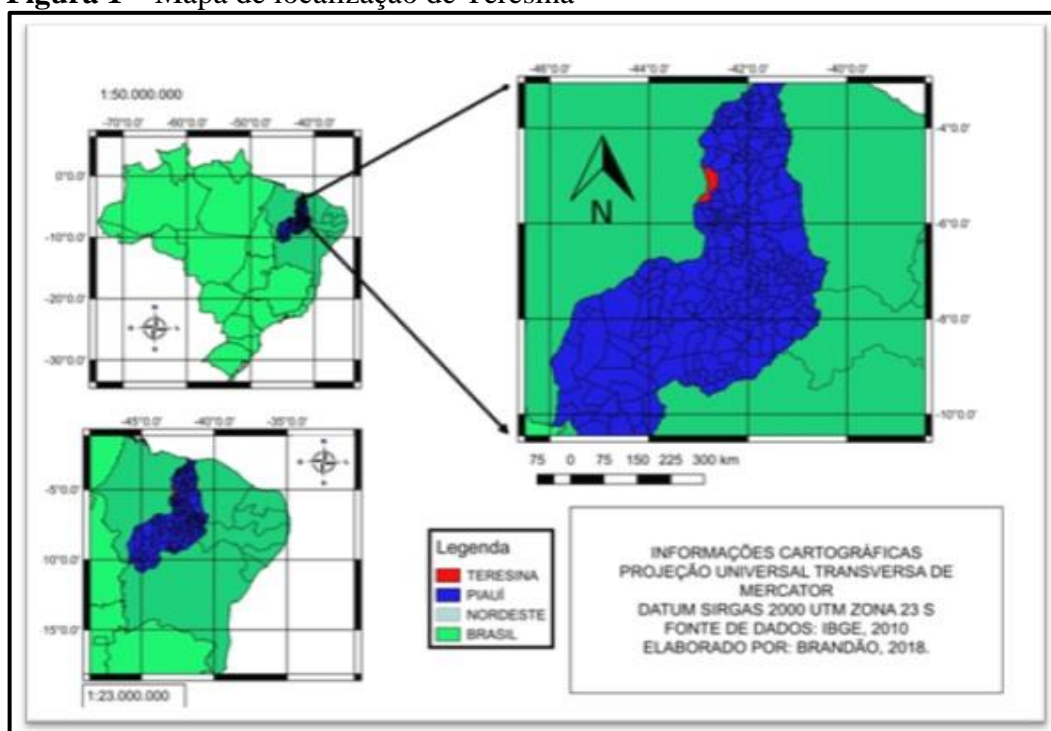 Figura 1 – Mapa de localização de Teresina
1:50.000.000
-70°0.0' -60°0.0' -50°0.0' -40°0.0'
0°0.0'
-10°0.0'
-20°0.0'
-30°0.0'
-46°0.0' -44°0.0' -42°0.0' -40°0.0'
-4°0.0'
-6°0.0'
-8°0.0'
-10°0.0'
N
75 0 75 150 225 300 km
-45°0.0' -40°0.0' -35°0.0'
-5°0.0'
10°0.0'
15°0.0'
1:23.000.000
Legenda
TERESINA
PIAUÍ
NORDESTE
BRASIL
INFORMAÇÕES CARTOGRÁFICAS
PROJEÇÃO UNIVERSAL TRANSVERSA DE
MERCATOR
DATUM SIRGAS 2000 UTM ZONA 23 S
FONTE DE DADOS: IBGE, 2010
ELABORADO POR: BRANDÃO, 2018.